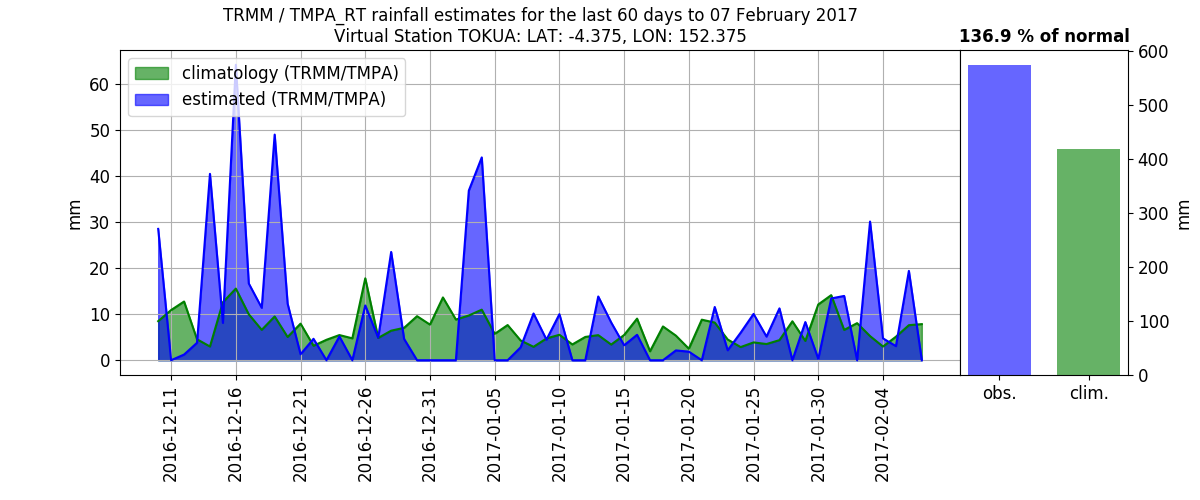 TRMM / TMPA_RT rainfall estimates for the last 60 days to 07 February 2017
Virtual Station TOKUA: LAT: -4.375, LON: 152.375
136.9 % of normal
climatology (TRMM/TMPA)
estimated (TRMM/TMPA)
mm
60
50
40
30
20
10
0
2016-12-11
2016-12-16
2016-12-21
2016-12-26
2016-12-31
2017-01-05
2017-01-10
2017-01-15
2017-01-20
2017-01-25
2017-01-30
2017-02-04
600
500
400
300
200
100
0
mm
obs.
clim.